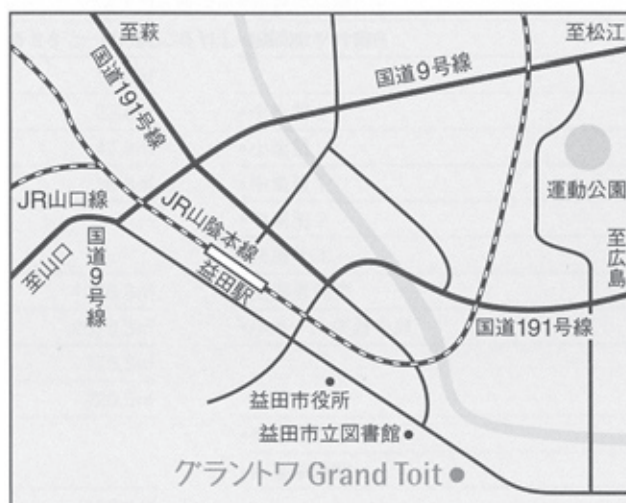 至萩
至松江
国道9号線
国道191号線
運動公園
JR山口線
JR山陰本線
至広島
国道9号線
至山口
益田駅
国道191号線
益田市役所
益田市立図書館
グラントワ Grand Toit